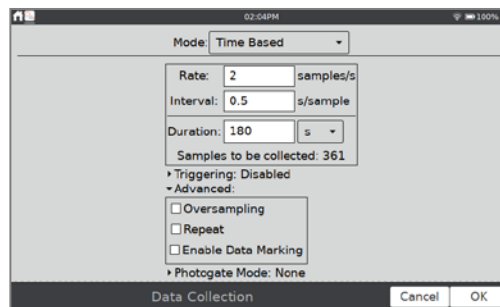 02:04PM 100%
Mode: Time Based
Rate: 2 samples/s
Interval: 0.5 s/sample
Duration: 180 s
Samples to be collected: 361
Triggering: Disabled
Advanced:
Oversampling
Repeat
Enable Data Marking
Photogate Mode: None
Data Collection Cancel OK